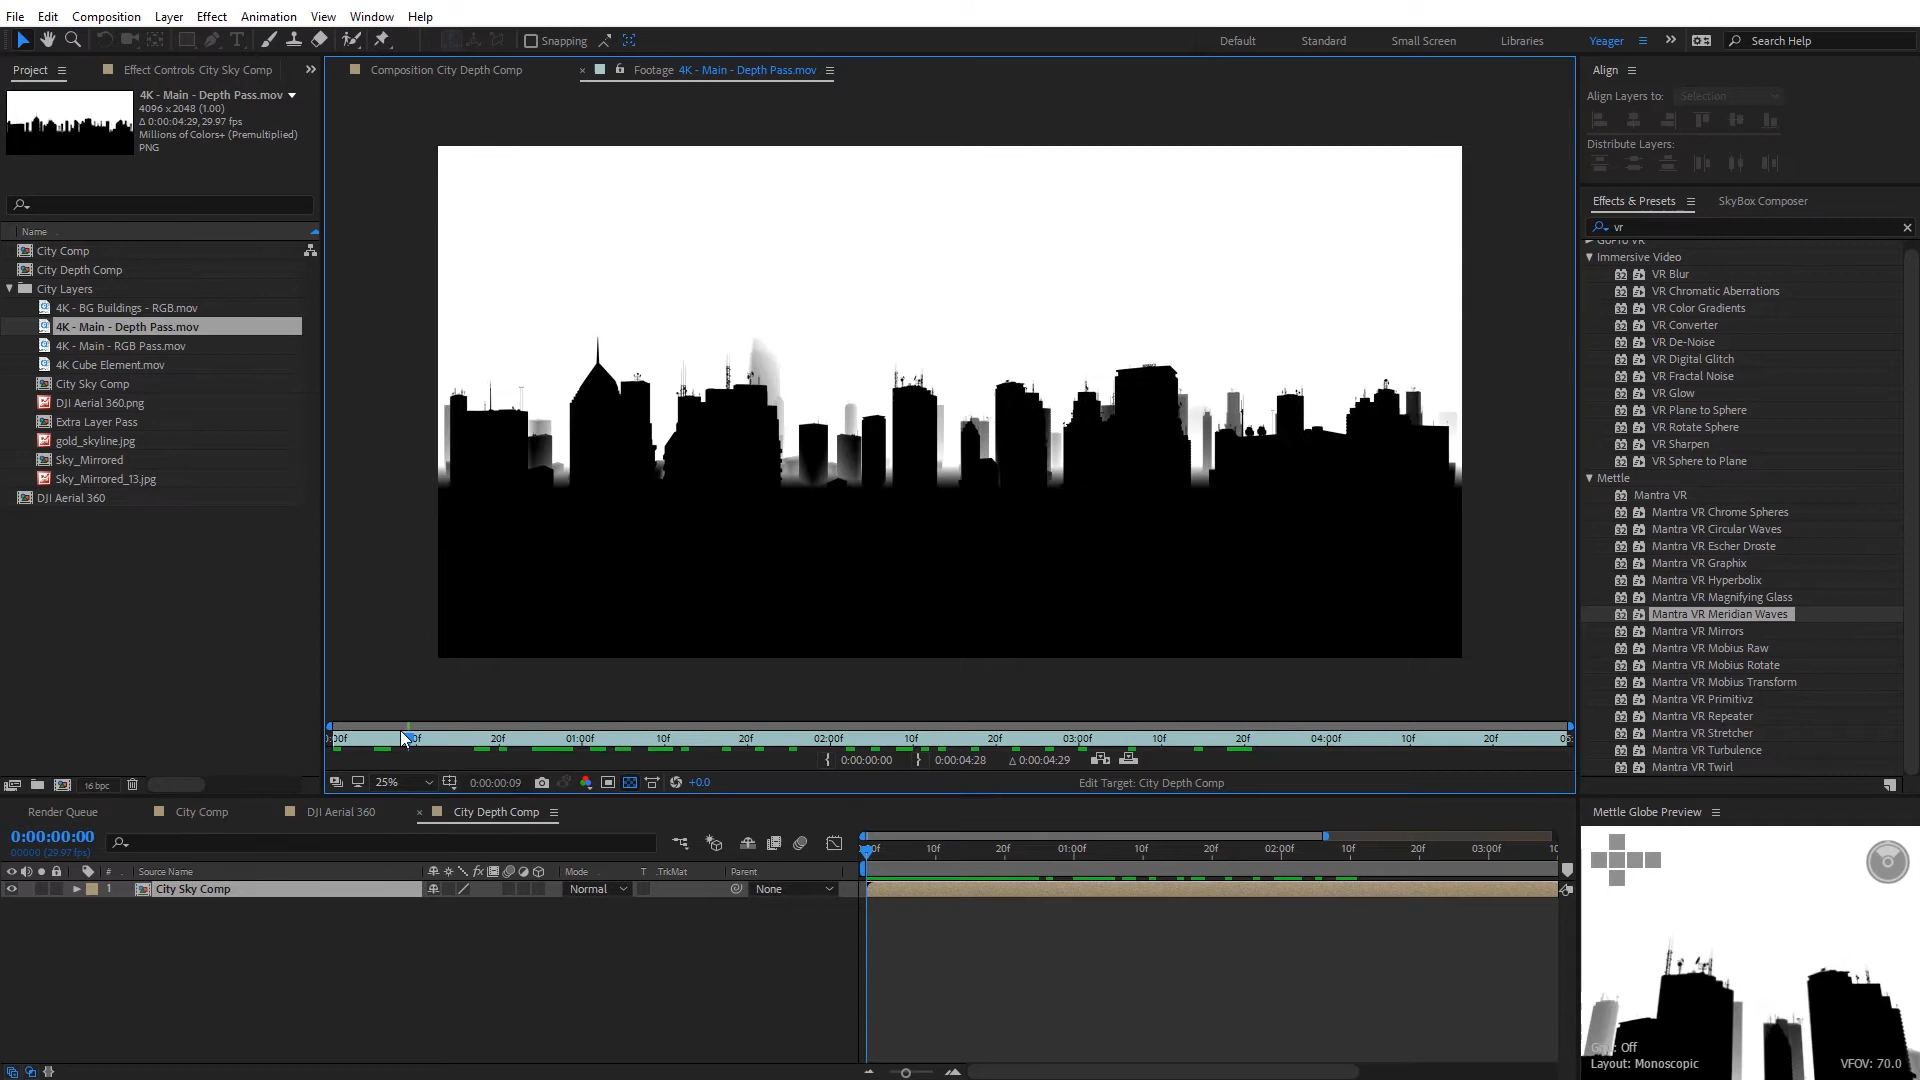 File Edit Composition Layer Effect Animation View Window Help
Snapping
Default Standard Small Screen Libraries Yeager Search Help
Project Effect Controls City Sky Comp
Composition City Depth Comp Footage 4K - Main - Depth Pass.mov
Align
4K - Main - Depth Pass.mov
4096 x 2048 (1.00)
Δ 0:00:04:29, 29.97 fps
Millions of Colors+ (Premultiplied)
PNG
Align Layers to: Selection
Distribute Layers:
Name
City Comp
City Depth Comp
City Layers
4K - BG Buildings - RGB.mov
4K - Main - Depth Pass.mov
4K - Main - RGB Pass.mov
4K Cube Element.mov
City Sky Comp
DJI Aerial 360.png
Extra Layer Pass
gold_skyline.jpg
Sky_Mirrored
Sky_Mirrored_13.jpg
DJI Aerial 360
16 bpc
Effects & Presets SkyBox Composer
vr
GoPro VR
Immersive Video
VR Blur
VR Chromatic Aberrations
VR Color Gradients
VR Converter
VR De-Noise
VR Digital Glitch
VR Fractal Noise
VR Glow
VR Plane to Sphere
VR Rotate Sphere
VR Sharpen
VR Sphere to Plane
Mettle
Mantra VR
Mantra VR Chrome Spheres
Mantra VR Circular Waves
Mantra VR Escher Droste
Mantra VR Graphix
Mantra VR Hyperbolix
Mantra VR Magnifying Glass
Mantra VR Meridian Waves
Mantra VR Mirrors
Mantra VR Mobius Raw
Mantra VR Mobius Rotate
Mantra VR Mobius Transform
Mantra VR Primitivz
Mantra VR Repeater
Mantra VR Stretcher
Mantra VR Turbulence
Mantra VR Twirl
20f 01:00f 10f 20f 02:00f 10f 20f 03:00f 10f 20f 04:00f 10f 20f
0:00:00:00 0:00:04:28 Δ 0:00:04:29
25% 0:00:00:09 +0.0 Edit Target: City Depth Comp
Render Queue City Comp DJI Aerial 360 City Depth Comp
0:00:00:00
00000 (29.97 fps)
10f 20f 01:00f 10f 20f 02:00f 10f 20f 03:00f
# Source Name Mode T .TrkMat Parent
1 City Sky Comp Normal None
Mettle Globe Preview
Off
Layout: Monoscopic VFOV: 70.0